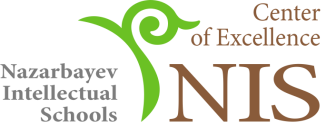 Center
of Excellence
Nazarbayev
Intellectual
Schools
NIS